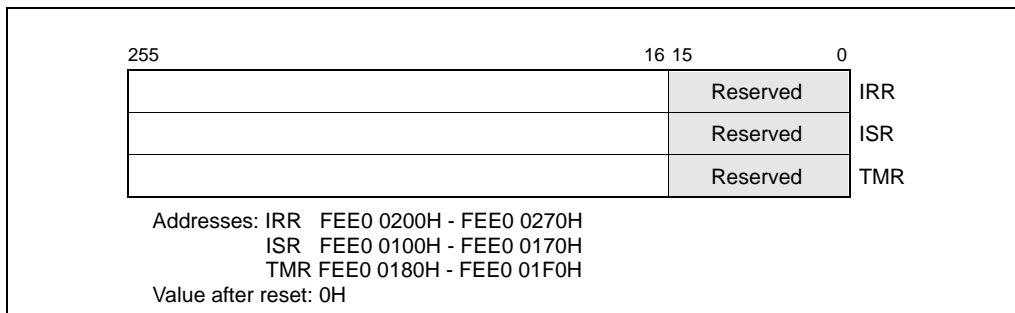 255 16 15 0
Reserved IRR
Reserved ISR
Reserved TMR
Addresses: IRR FEE0 0200H - FEE0 0270H
ISR FEE0 0100H - FEE0 0170H
TMR FEE0 0180H - FEE0 01F0H
Value after reset: 0H